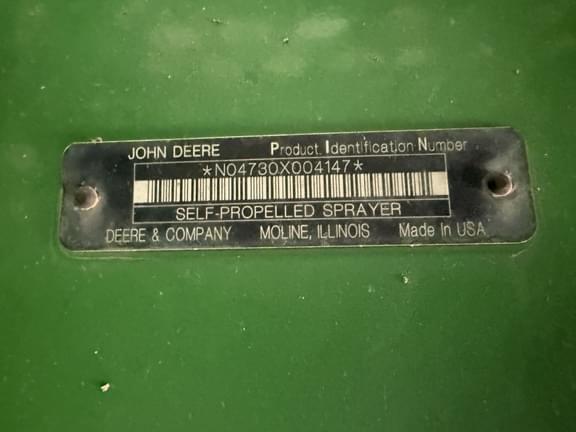 JOHN DEERE Product Identification Number
*N04730X004147*
SELF-PROPELLED SPRAYER
DEERE & COMPANY MOLINE, ILLINOIS Made In USA